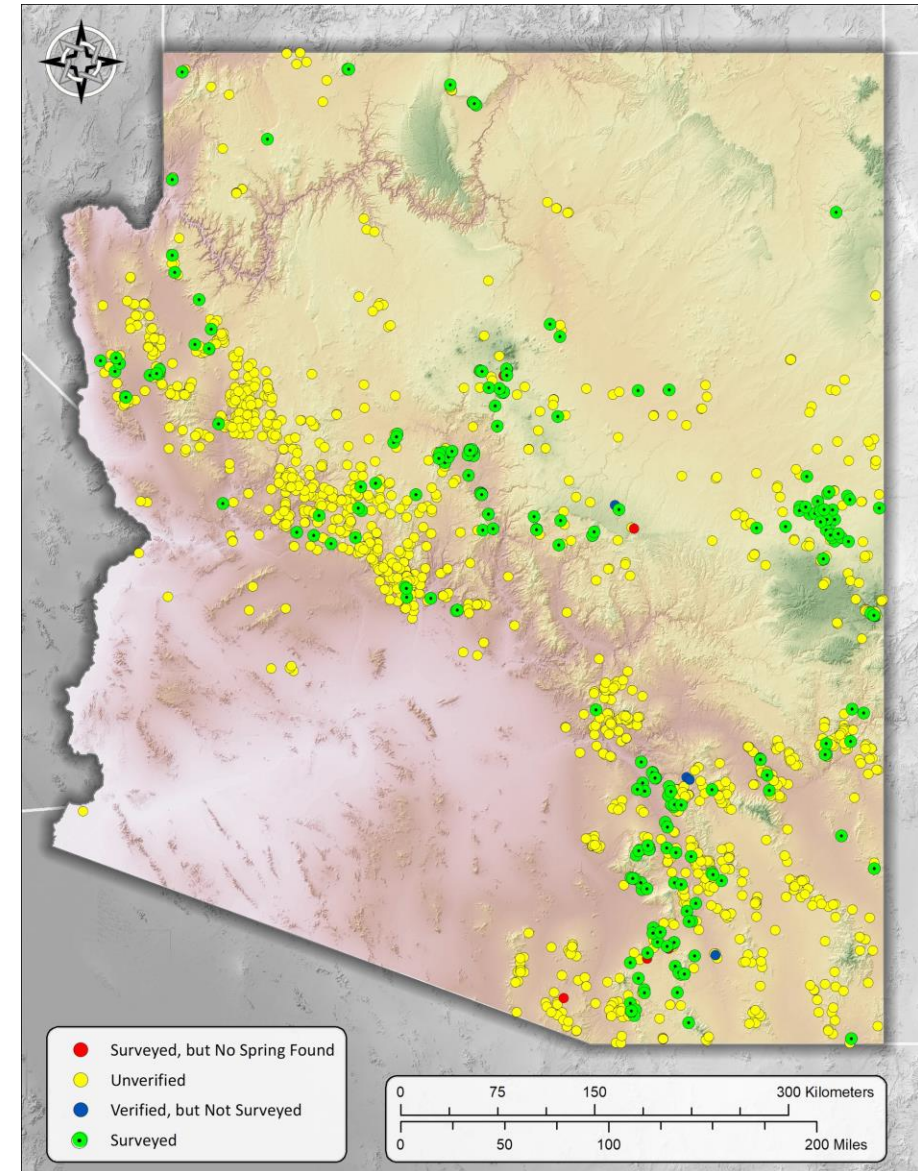 Surveyed, but No Spring Found
Unverified
Verified, but Not Surveyed
Surveyed
0 75 150 300 Kilometers
0 50 100 200 Miles